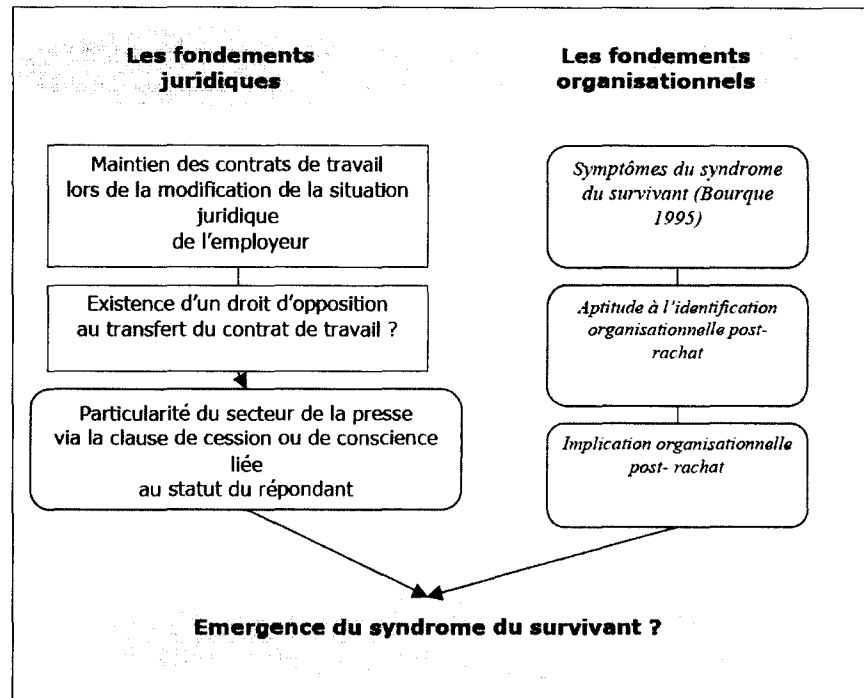 Les fondements
juridiques
Maintien des contrats de travail
lors de la modification de la situation
juridique
de l'employeur
Existence d'un droit d'opposition
au transfert du contrat de travail ?
Particularité du secteur de la presse
via la clause de cession ou de conscience
liée
au statut du répondant
Les fondements
organisationnels
Symptômes du syndrome
du survivant (Bourque
1995)
Aptitude à l'identification
organisationnelle post-
rachat
Implication organisationnelle
post- rachat
Emergence du syndrome du survivant ?